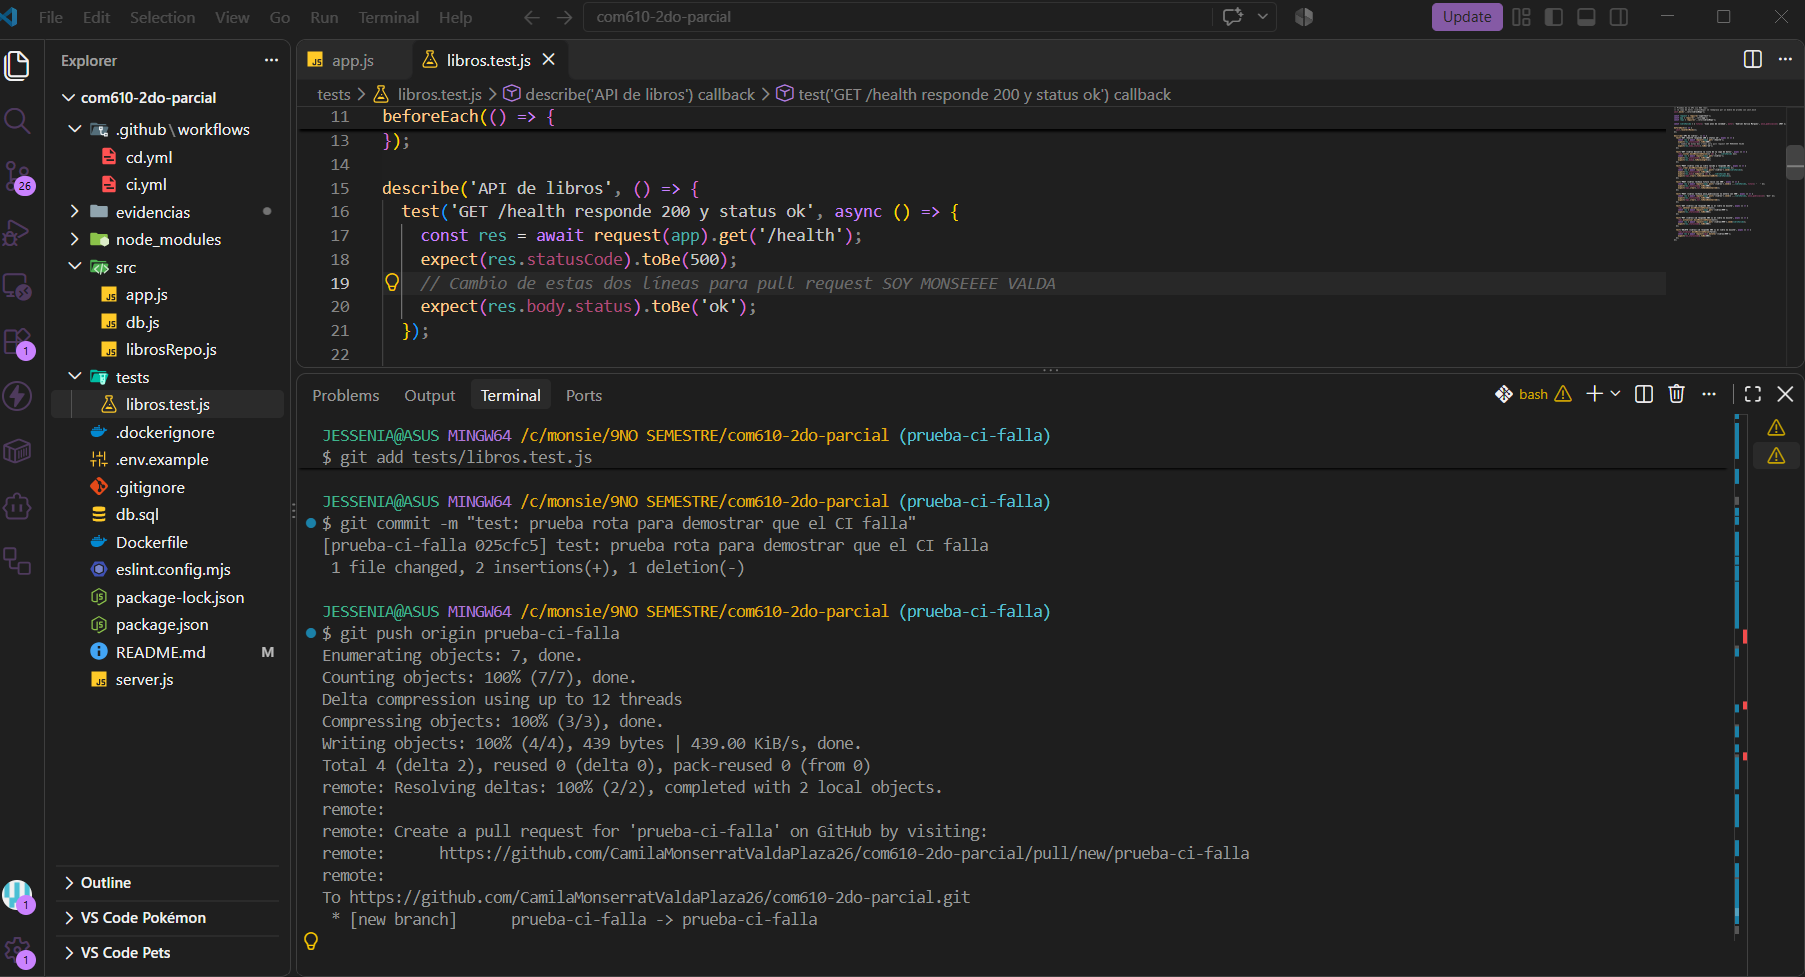 File Edit Selection View Go Run Terminal Help
com610-2do-parcial
Update
Explorer
com610-2do-parcial
.github\workflows
cd.yml
ci.yml
evidencias
node_modules
src
app.js
db.js
librosRepo.js
tests
libros.test.js
.dockerignore
.env.example
.gitignore
db.sql
Dockerfile
eslint.config.mjs
package-lock.json
package.json
README.md M
server.js
Outline
VS Code Pokémon
VS Code Pets
26
1
1
1
app.js
libros.test.js
tests > libros.test.js > describe('API de libros') callback > test('GET /health responde 200 y status ok') callback
11 beforeEach(() => {
13 });
14
15 describe('API de libros', () => {
16 test('GET /health responde 200 y status ok', async () => {
17 const res = await request(app).get('/health');
18 expect(res.statusCode).toBe(500);
19 // Cambio de estas dos líneas para pull request SOY MONSEEEE VALDA
20 expect(res.body.status).toBe('ok');
21 });
22
Problems Output Terminal Ports
bash
JESSENIA@ASUS MINGW64 /c/monsie/9NO SEMESTRE/com610-2do-parcial (prueba-ci-falla)
$ git add tests/libros.test.js
JESSENIA@ASUS MINGW64 /c/monsie/9NO SEMESTRE/com610-2do-parcial (prueba-ci-falla)
$ git commit -m "test: prueba rota para demostrar que el CI falla"
[prueba-ci-falla 025cfc5] test: prueba rota para demostrar que el CI falla
1 file changed, 2 insertions(+), 1 deletion(-)
JESSENIA@ASUS MINGW64 /c/monsie/9NO SEMESTRE/com610-2do-parcial (prueba-ci-falla)
$ git push origin prueba-ci-falla
Enumerating objects: 7, done.
Counting objects: 100% (7/7), done.
Delta compression using up to 12 threads
Compressing objects: 100% (3/3), done.
Writing objects: 100% (4/4), 439 bytes | 439.00 KiB/s, done.
Total 4 (delta 2), reused 0 (delta 0), pack-reused 0 (from 0)
remote: Resolving deltas: 100% (2/2), completed with 2 local objects.
remote:
remote: Create a pull request for 'prueba-ci-falla' on GitHub by visiting:
remote: https://github.com/CamilaMonserratValdaPlaza26/com610-2do-parcial/pull/new/prueba-ci-falla
remote:
To https://github.com/CamilaMonserratValdaPlaza26/com610-2do-parcial.git
* [new branch] prueba-ci-falla -> prueba-ci-falla